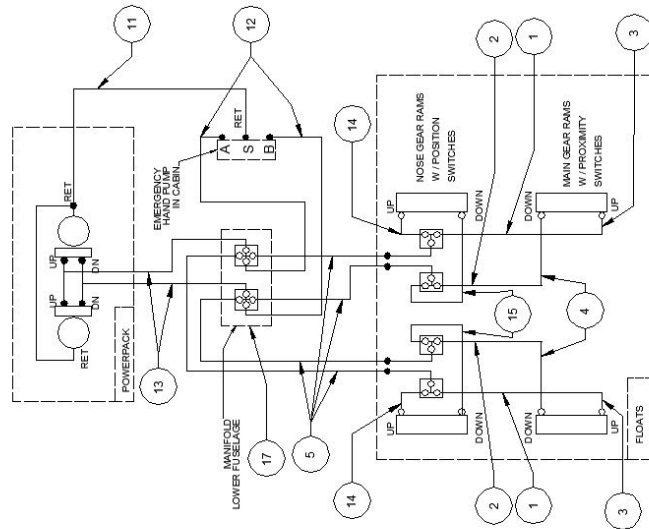 11
12
2
1
3
RET
UP
UP
DN
DN
RET
POWERPACK
13
EMERGENCY
HAND PUMP
IN CABIN
A
S
B
RET
MANIFOLD
LOWER FUSELAGE
17
5
14
14
NOSE GEAR RAMS
W / POSITION
SWITCHES
MAIN GEAR RAMS
W / PROXIMITY
SWITCHES
UP
DOWN
DOWN
UP
15
4
UP
DOWN
DOWN
UP
FLOATS
2
1
3